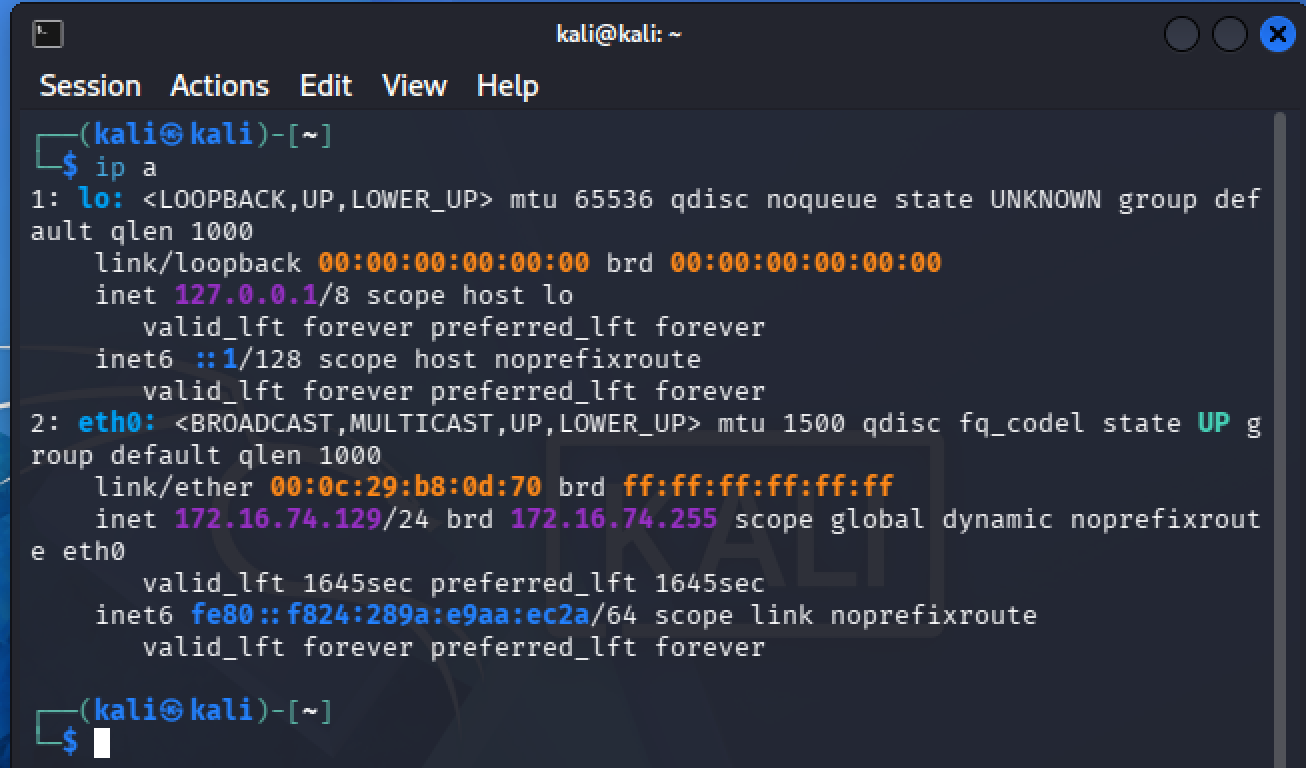 kali@kali: ~
Session Actions Edit View Help
┌──(kali㉿kali)-[~]
└─$ ip a
1: lo: <LOOPBACK,UP,LOWER_UP> mtu 65536 qdisc noqueue state UNKNOWN group def
ault qlen 1000
    link/loopback 00:00:00:00:00:00 brd 00:00:00:00:00:00
    inet 127.0.0.1/8 scope host lo
       valid_lft forever preferred_lft forever
    inet6 ::1/128 scope host noprefixroute
       valid_lft forever preferred_lft forever
2: eth0: <BROADCAST,MULTICAST,UP,LOWER_UP> mtu 1500 qdisc fq_codel state UP g
roup default qlen 1000
    link/ether 00:0c:29:b8:0d:70 brd ff:ff:ff:ff:ff:ff
    inet 172.16.74.129/24 brd 172.16.74.255 scope global dynamic noprefixrout
e eth0
       valid_lft 1645sec preferred_lft 1645sec
    inet6 fe80::f824:289a:e9aa:ec2a/64 scope link noprefixroute
       valid_lft forever preferred_lft forever
KALI
┌──(kali㉿kali)-[~]
└─$